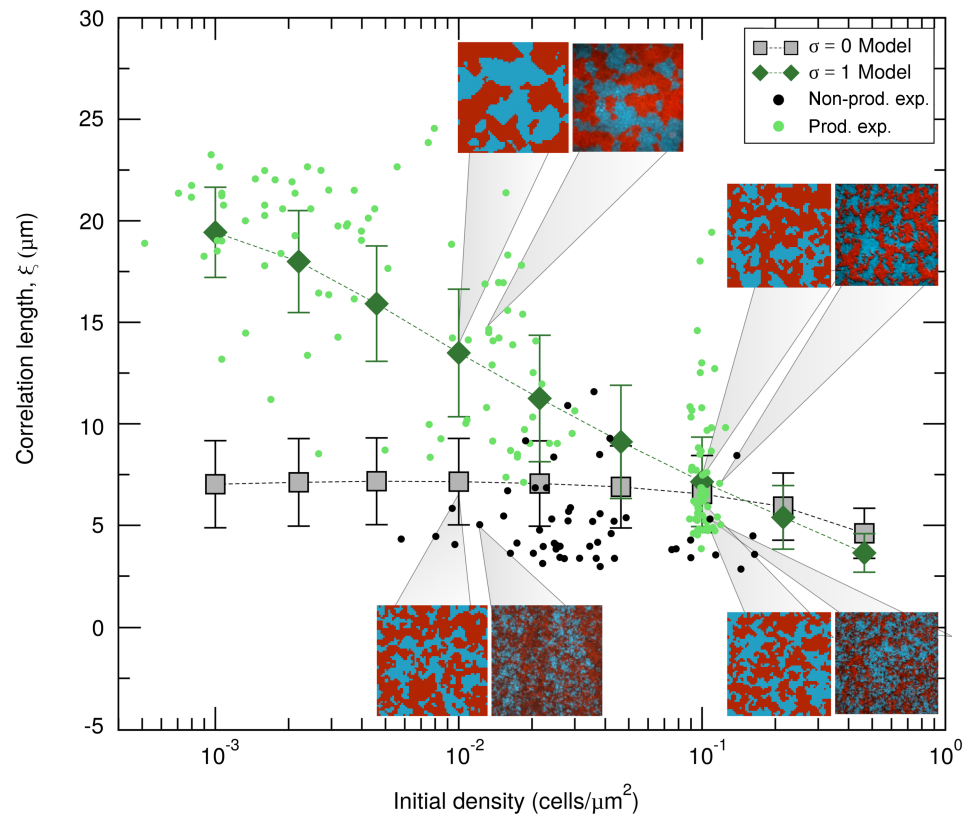 30
25
20
15
10
5
0
-5
Correlation length, ξ (μm)
σ = 0 Model
σ = 1 Model
Non-prod. exp.
Prod. exp.
10⁻³
10⁻²
10⁻¹
10⁰
Initial density (cells/μm²)